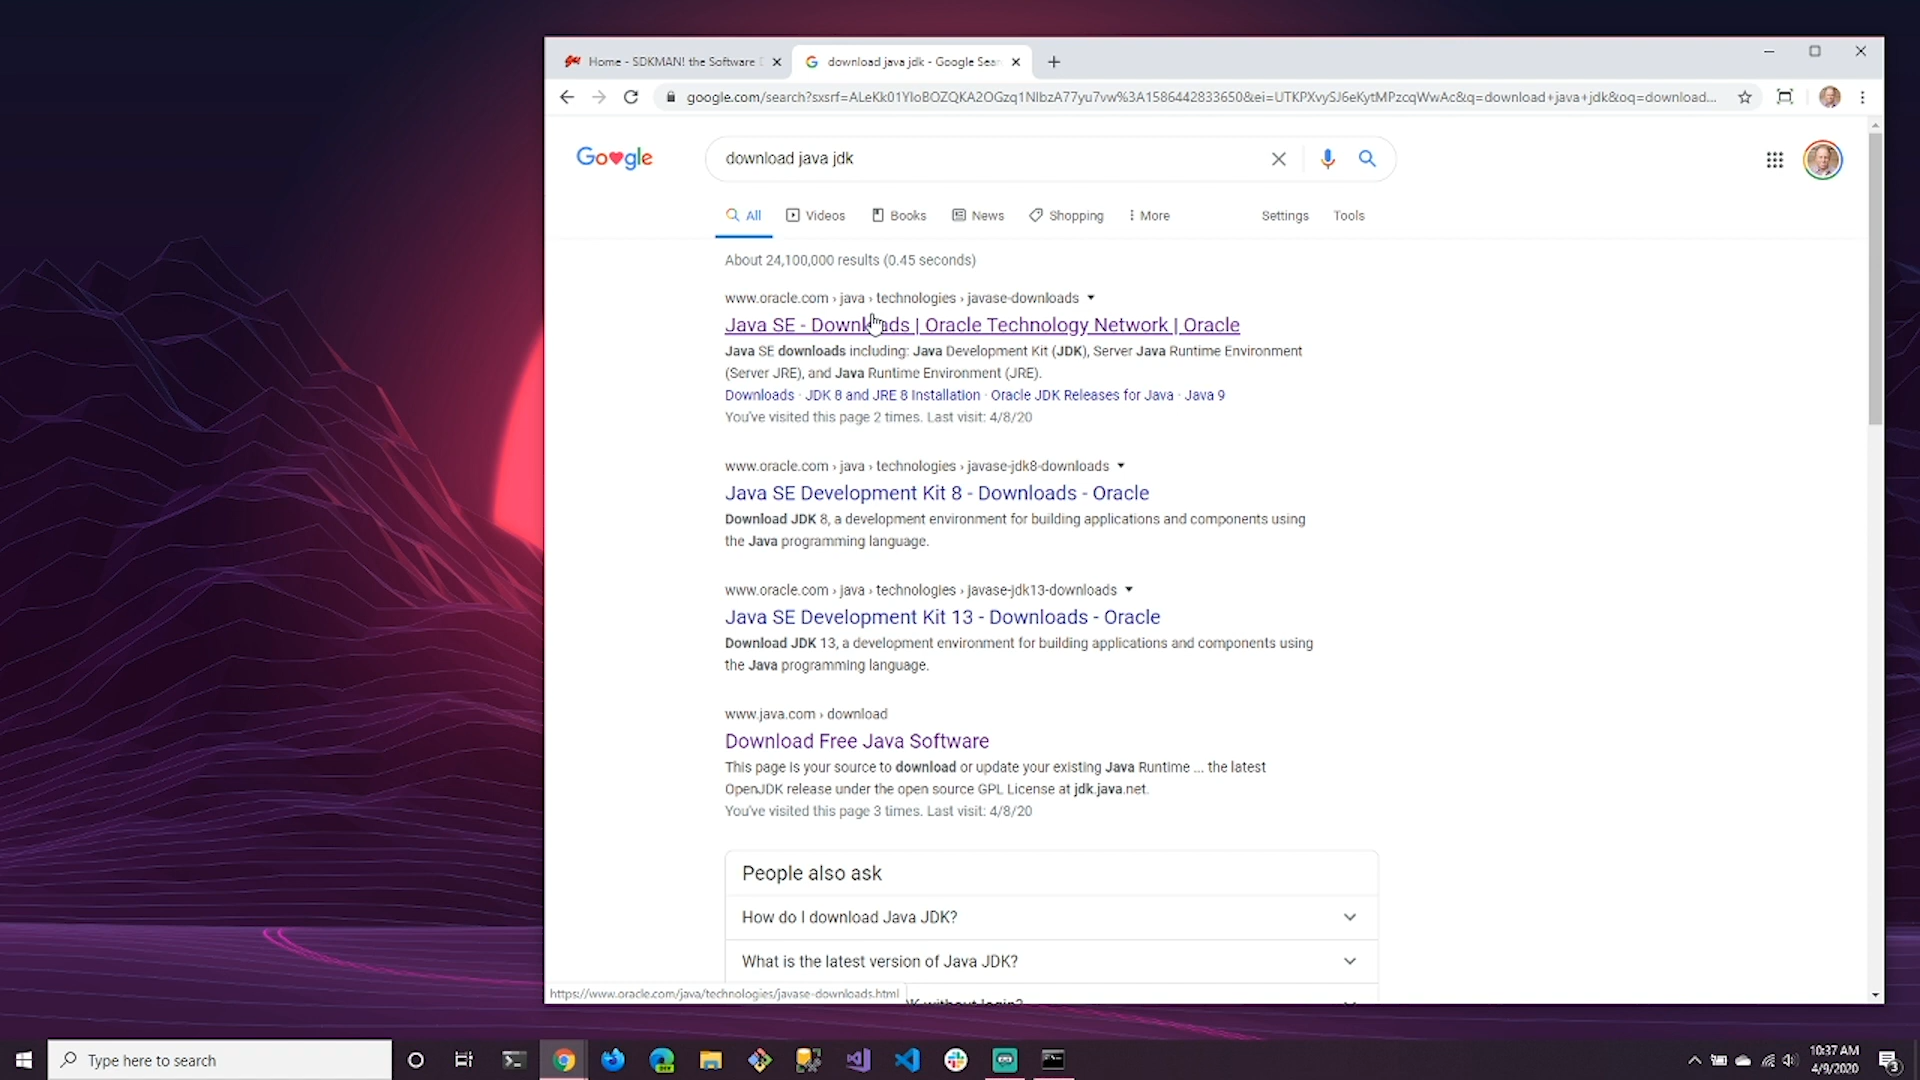 Home - SDKMAN! the Software
download java jdk - Google Sear
google.com/search?sxsrf=ALeKk01YIoBOZQKA2OGzq1NIbzA77yu7vw%3A1586442833650&ei=UTKPXvySJ6eKytMPzcqWwAc&q=download+java+jdk&oq=download...
Google
download java jdk
All
Videos
Books
News
Shopping
More
Settings
Tools
About 24,100,000 results (0.45 seconds)
www.oracle.com › java › technologies › javase-downloads
Java SE - Downloads | Oracle Technology Network | Oracle
Java SE downloads including: Java Development Kit (JDK), Server Java Runtime Environment
(Server JRE), and Java Runtime Environment (JRE).
Downloads · JDK 8 and JRE 8 Installation · Oracle JDK Releases for Java · Java 9
You've visited this page 2 times. Last visit: 4/8/20
www.oracle.com › java › technologies › javase-jdk8-downloads
Java SE Development Kit 8 - Downloads - Oracle
Download JDK 8, a development environment for building applications and components using
the Java programming language.
www.oracle.com › java › technologies › javase-jdk13-downloads
Java SE Development Kit 13 - Downloads - Oracle
Download JDK 13, a development environment for building applications and components using
the Java programming language.
www.java.com › download
Download Free Java Software
This page is your source to download or update your existing Java Runtime ... the latest
OpenJDK release under the open source GPL License at jdk.java.net.
You've visited this page 3 times. Last visit: 4/8/20
People also ask
How do I download Java JDK?
What is the latest version of Java JDK?
https://www.oracle.com/java/technologies/javase-downloads.html
without login?
Type here to search
10:37 AM
4/9/2020
3